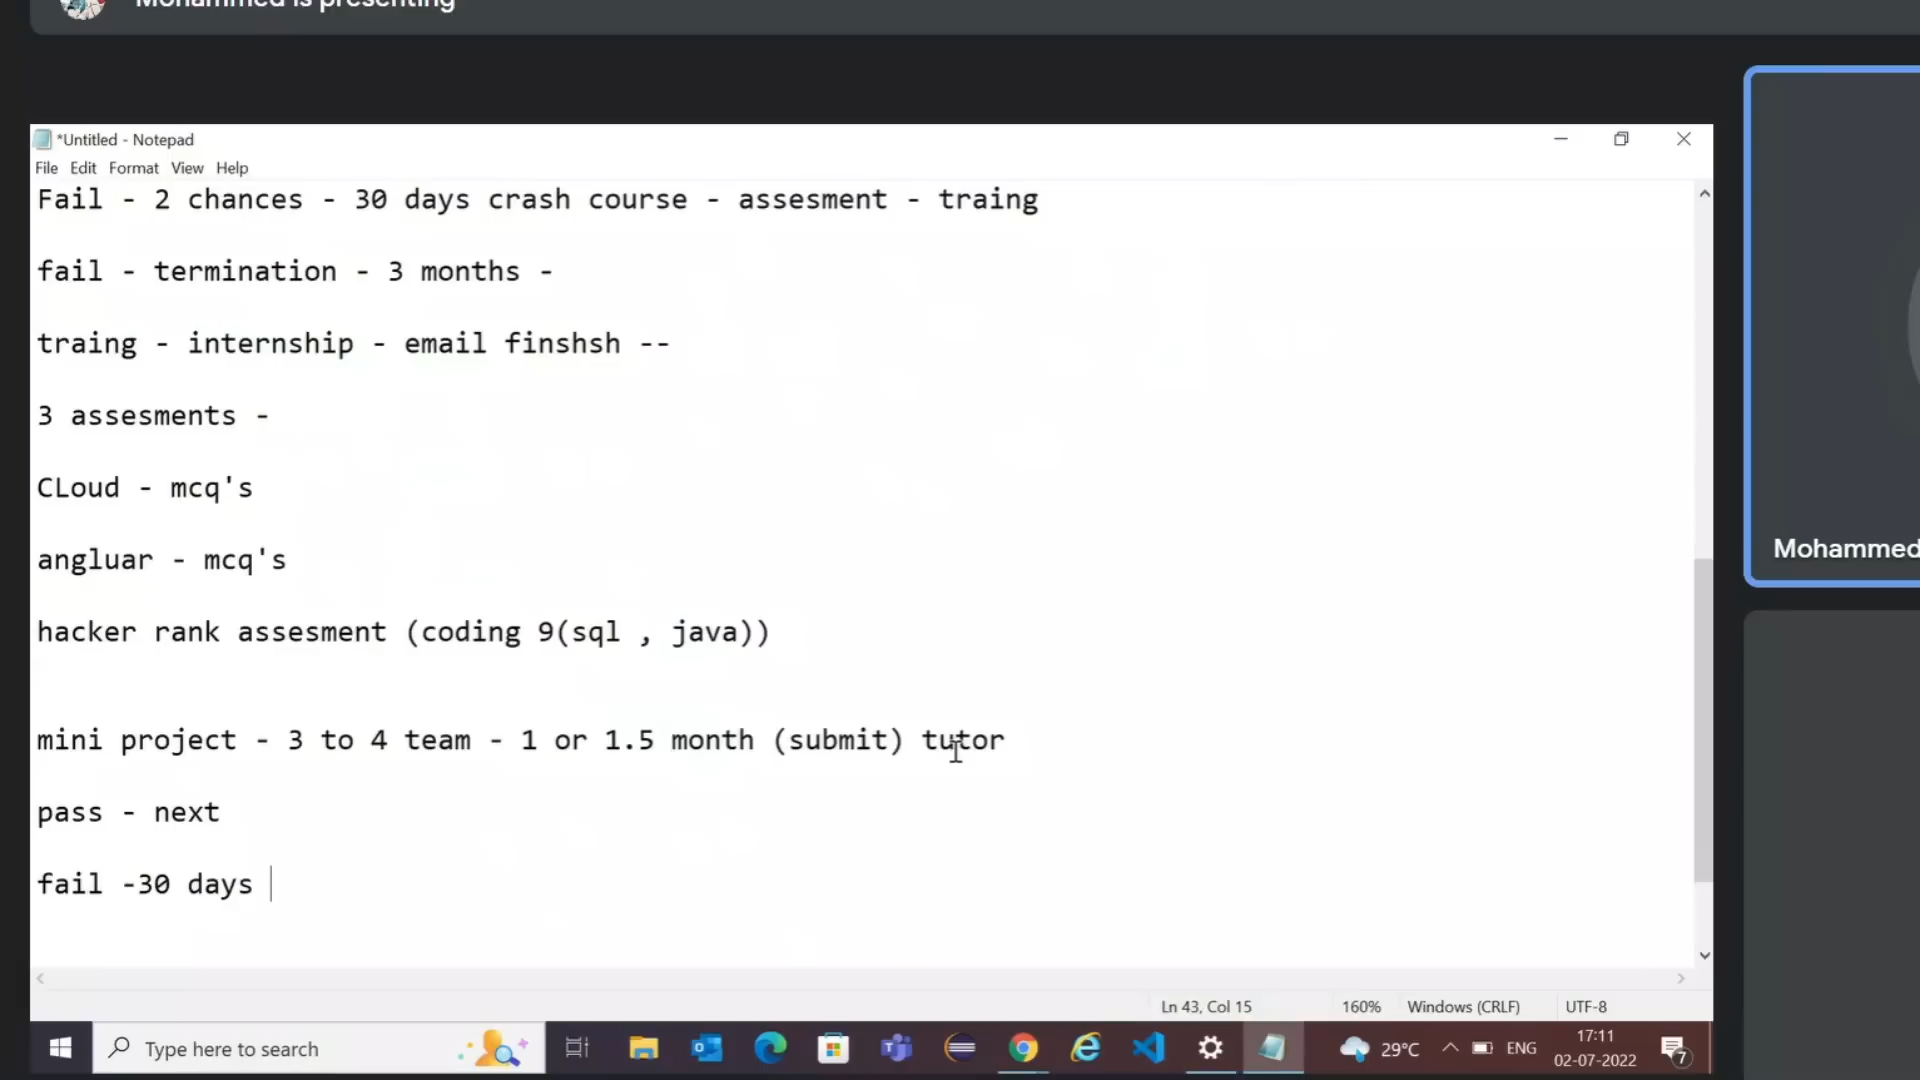 Mohammed is presenting
*Untitled - Notepad
File Edit Format View Help
Fail - 2 chances - 30 days crash course - assesment - traing
fail - termination - 3 months -
traing - internship - email finshsh --
3 assesments -
CLoud - mcq's
angluar - mcq's
hacker rank assesment (coding 9(sql , java))
mini project - 3 to 4 team - 1 or 1.5 month (submit) tutor
pass - next
fail -30 days
Mohammed
Ln 43, Col 15 160% Windows (CRLF) UTF-8
Type here to search
29°C ENG 17:11
02-07-2022
7